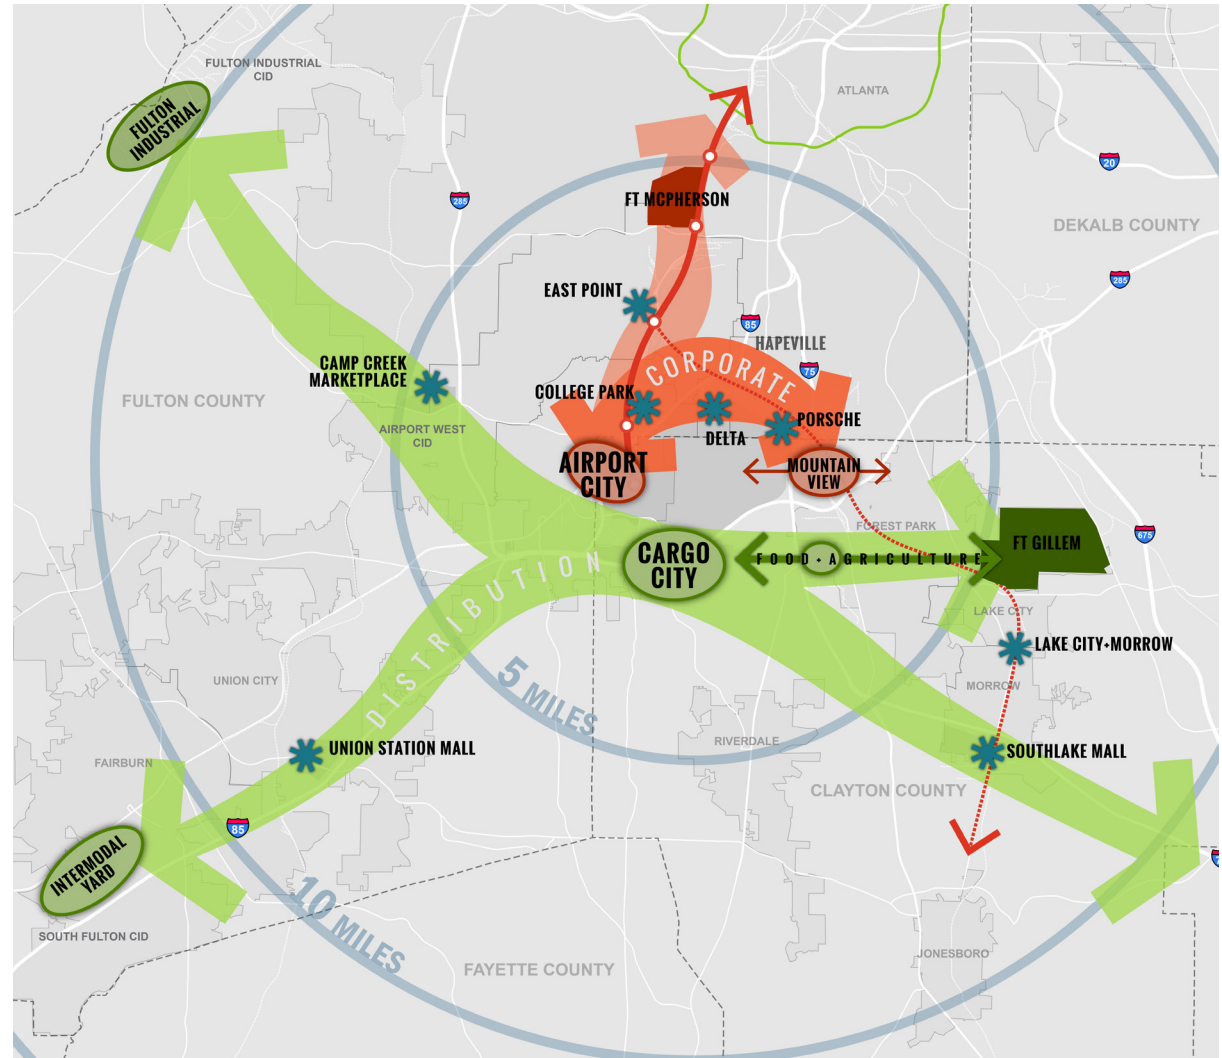 FULTON INDUSTRIAL
CID
FULTON
INDUSTRIAL
ATLANTA
20
285
FT MCPHERSON
DEKALB COUNTY
285
EAST POINT
85
HAPEVILLE
75
CORPORATE
CAMP CREEK
MARKETPLACE
FULTON COUNTY
COLLEGE PARK
AIRPORT WEST
CID
DELTA
PORSCHE
AIRPORT
CITY
MOUNTAIN
VIEW
FOREST PARK
675
FT GILLEM
CARGO
CITY
FOOD + AGRICULTURE
DISTRIBUTION
LAKE CITY
LAKE CITY+MORROW
UNION CITY
5 MILES
MORROW
RIVERDALE
UNION STATION MALL
SOUTHLAKE MALL
FAIRBURN
CLAYTON COUNTY
85
INTERMODAL
YARD
10 MILES
SOUTH FULTON CID
FAYETTE COUNTY
JONESBORO